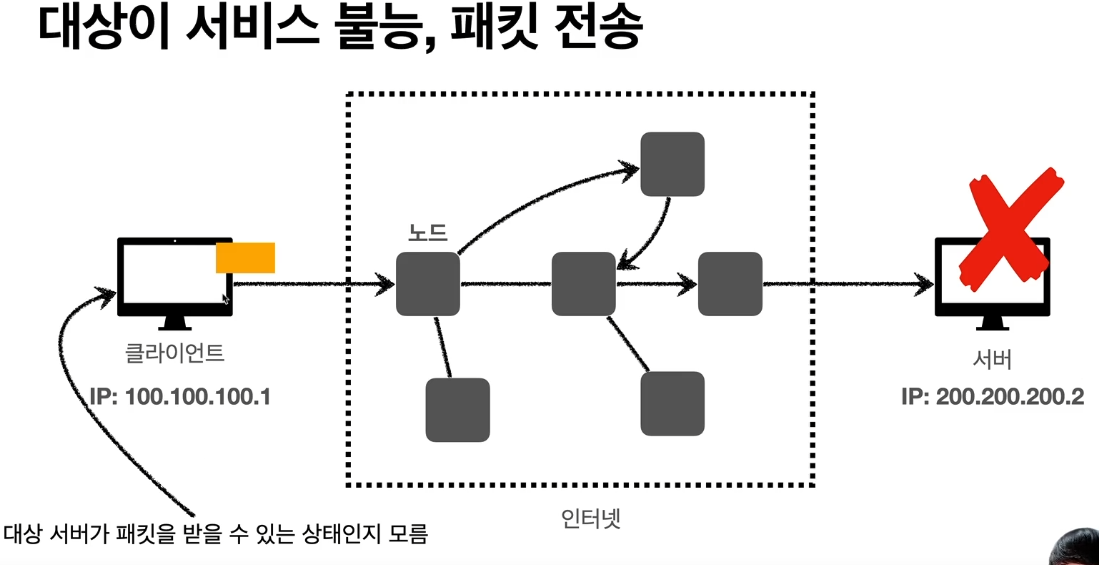 대상이 서비스 불능, 패킷 전송
노드
클라이언트
IP: 100.100.100.1
서버
IP: 200.200.200.2
인터넷
대상 서버가 패킷을 받을 수 있는 상태인지 모름